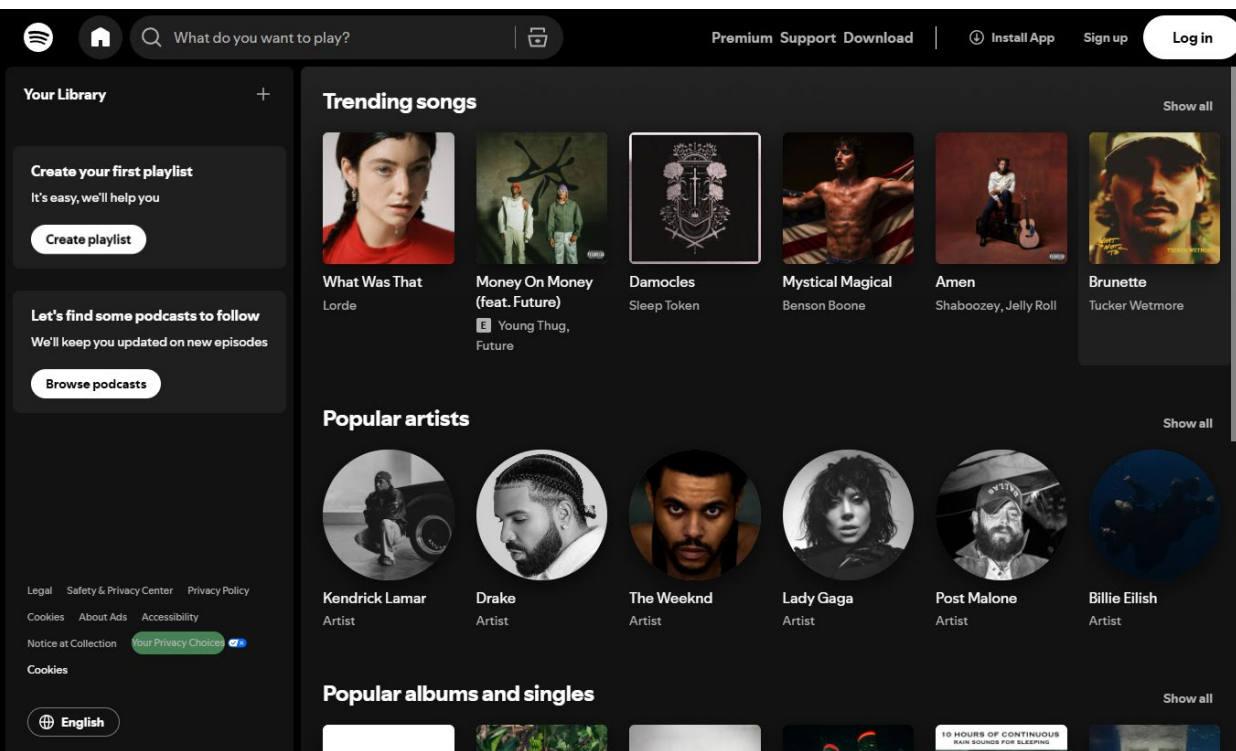 What do you want to play?
Premium Support Download
Install App
Sign up
Log in
Your Library
Create your first playlist
It's easy, we'll help you
Create playlist
Let's find some podcasts to follow
We'll keep you updated on new episodes
Browse podcasts
Legal Safety & Privacy Center Privacy Policy
Cookies About Ads Accessibility
Notice at Collection Your Privacy Choices
Cookies
English
Trending songs
Show all
What Was That
Lorde
Money On Money
(feat. Future)
E Young Thug,
Future
Damocles
Sleep Token
Mystical Magical
Benson Boone
Amen
Shaboozey, Jelly Roll
Brunette
Tucker Wetmore
Popular artists
Show all
Kendrick Lamar
Artist
Drake
Artist
The Weeknd
Artist
Lady Gaga
Artist
Post Malone
Artist
Billie Eilish
Artist
Popular albums and singles
Show all
10 HOURS OF CONTINUOUS
RAIN SOUNDS FOR SLEEPING